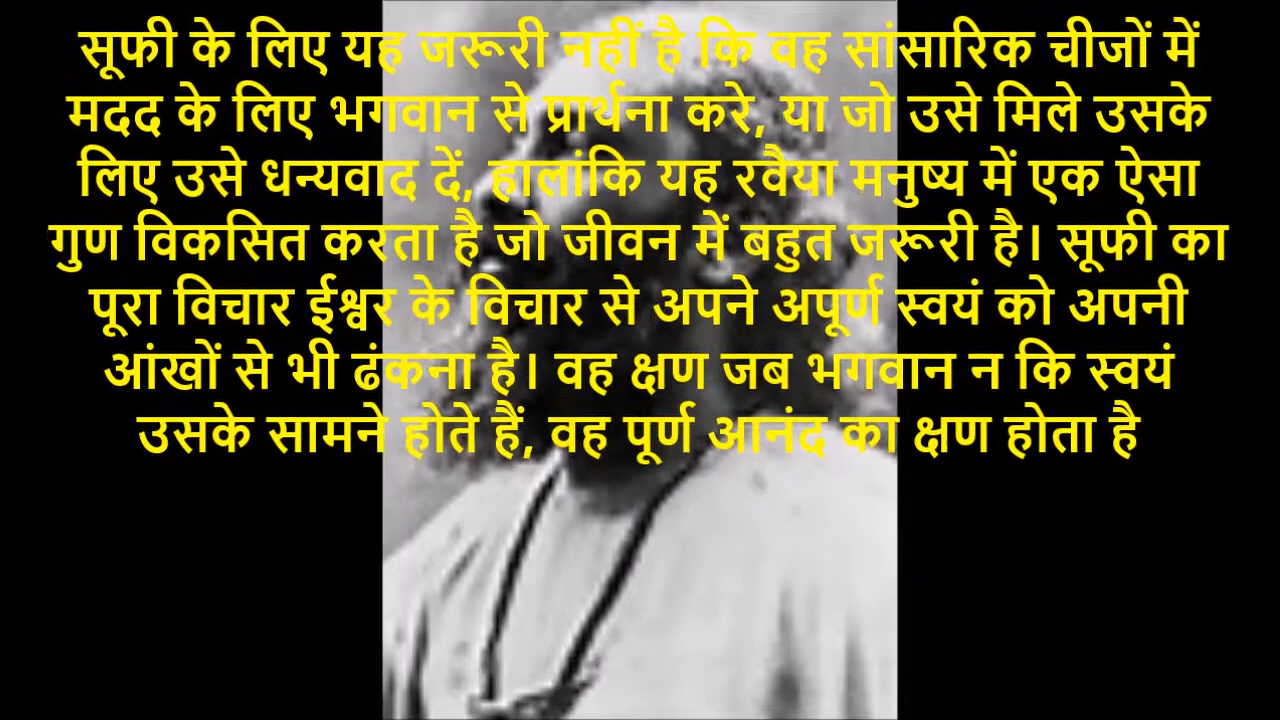 सूफी के लिए यह जरूरी नहीं है कि वह सांसारिक चीजों में
मदद के लिए भगवान से प्रार्थना करे, या जो उसे मिले उसके
लिए उसे धन्यवाद दें, हालांकि यह रवैया मनुष्य में एक ऐसा
गुण विकसित करता है जो जीवन में बहुत जरूरी है। सूफी का
पूरा विचार ईश्वर के विचार से अपने अपूर्ण स्वयं को अपनी
आंखों से भी ढंकना है। वह क्षण जब भगवान न कि स्वयं
उसके सामने होते हैं, वह पूर्ण आनंद का क्षण होता है